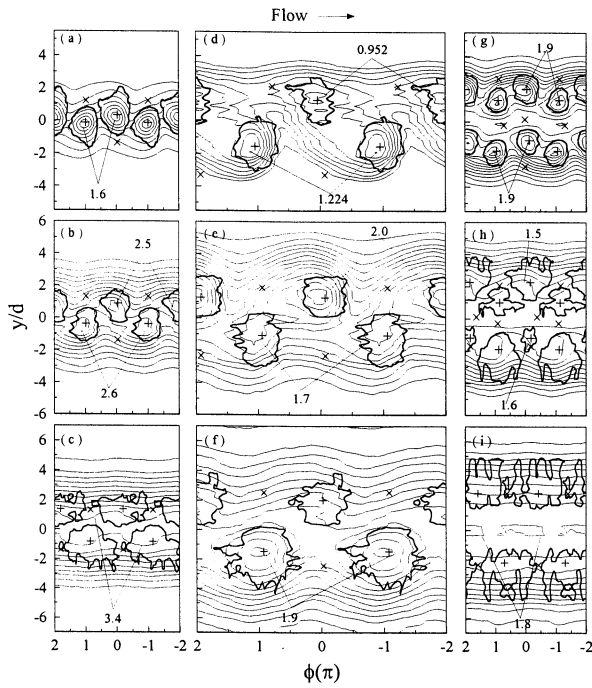 Flow
(a)
(d)
(g)
0.952
1.9
1.6
1.224
1.9
4
2
0
-2
-4
(b)
(e)
(h)
2.5
2.0
1.5
2.6
1.7
1.6
6
4
2
0
-2
-4
-6
y/d
(c)
(f)
(i)
3.4
1.9
1.8
6
4
2
0
-2
-4
-6
2 1 0 -1 -2
2 1 0 -1 -2
2 1 0 -1 -2
ϕ(π)